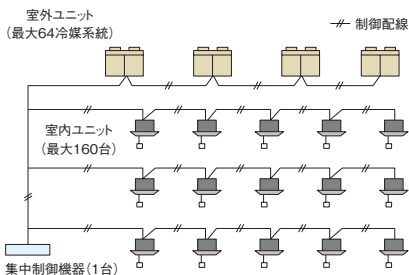 室外ユニット
(最大64冷媒系統)
制御配線
室内ユニット
(最大160台)
集中制御機器(1台)